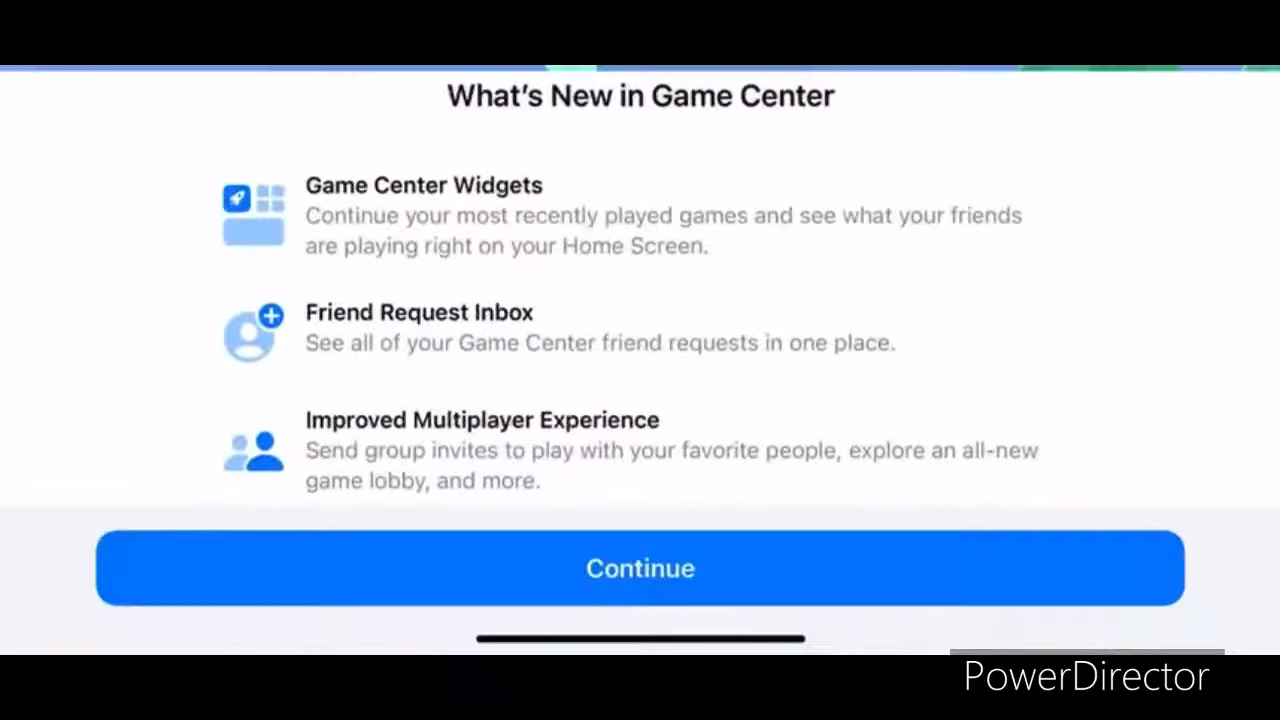 What's New in Game Center
Game Center Widgets
Continue your most recently played games and see what your friends
are playing right on your Home Screen.
Friend Request Inbox
See all of your Game Center friend requests in one place.
Improved Multiplayer Experience
Send group invites to play with your favorite people, explore an all-new
game lobby, and more.
Continue
PowerDirector